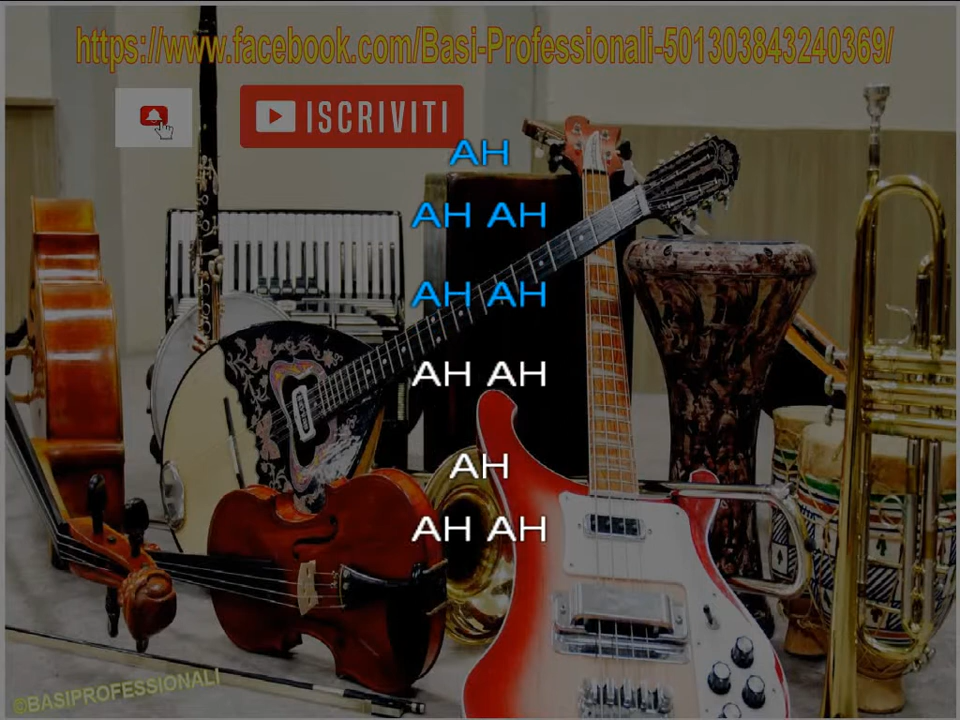 https://www.facebook.com/Basi-Professionali-501303843240369/
ISCRIVITI
AH
AH AH
AH AH
AH AH
AH
AH AH
@BASIPROFESSIONALI